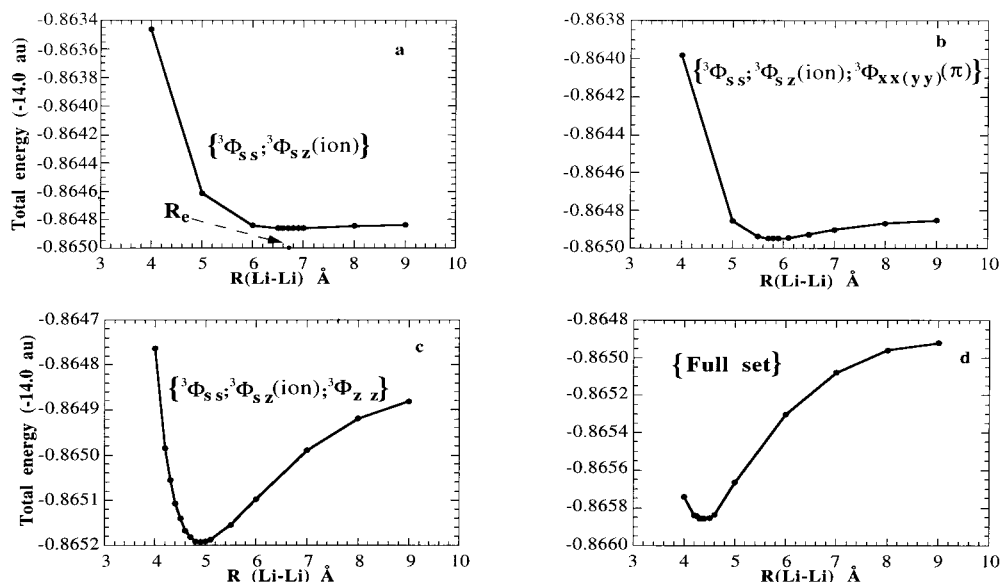 Total energy (-14.0 au)
-0.8634
-0.8636
-0.8638
-0.8640
-0.8642
-0.8644
-0.8646
-0.8648
-0.8650
a
{³Φss;³Φsz(ion)}
Re
3 4 5 6 7 8 9 10
R(Li-Li) Å
-0.8638
-0.8640
-0.8642
-0.8644
-0.8646
-0.8648
-0.8650
b
{³Φss;³Φsz(ion);³Φxx(yy)(π)}
3 4 5 6 7 8 9 10
R(Li-Li) Å
Total energy (-14.0 au)
-0.8647
-0.8648
-0.8649
-0.8650
-0.8651
-0.8652
c
{³Φss;³Φsz(ion);³Φz z}
3 4 5 6 7 8 9 10
R (Li-Li) Å
-0.8648
-0.8650
-0.8652
-0.8654
-0.8656
-0.8658
-0.8660
{Full set}
d
3 4 5 6 7 8 9 10
R(Li-Li) Å